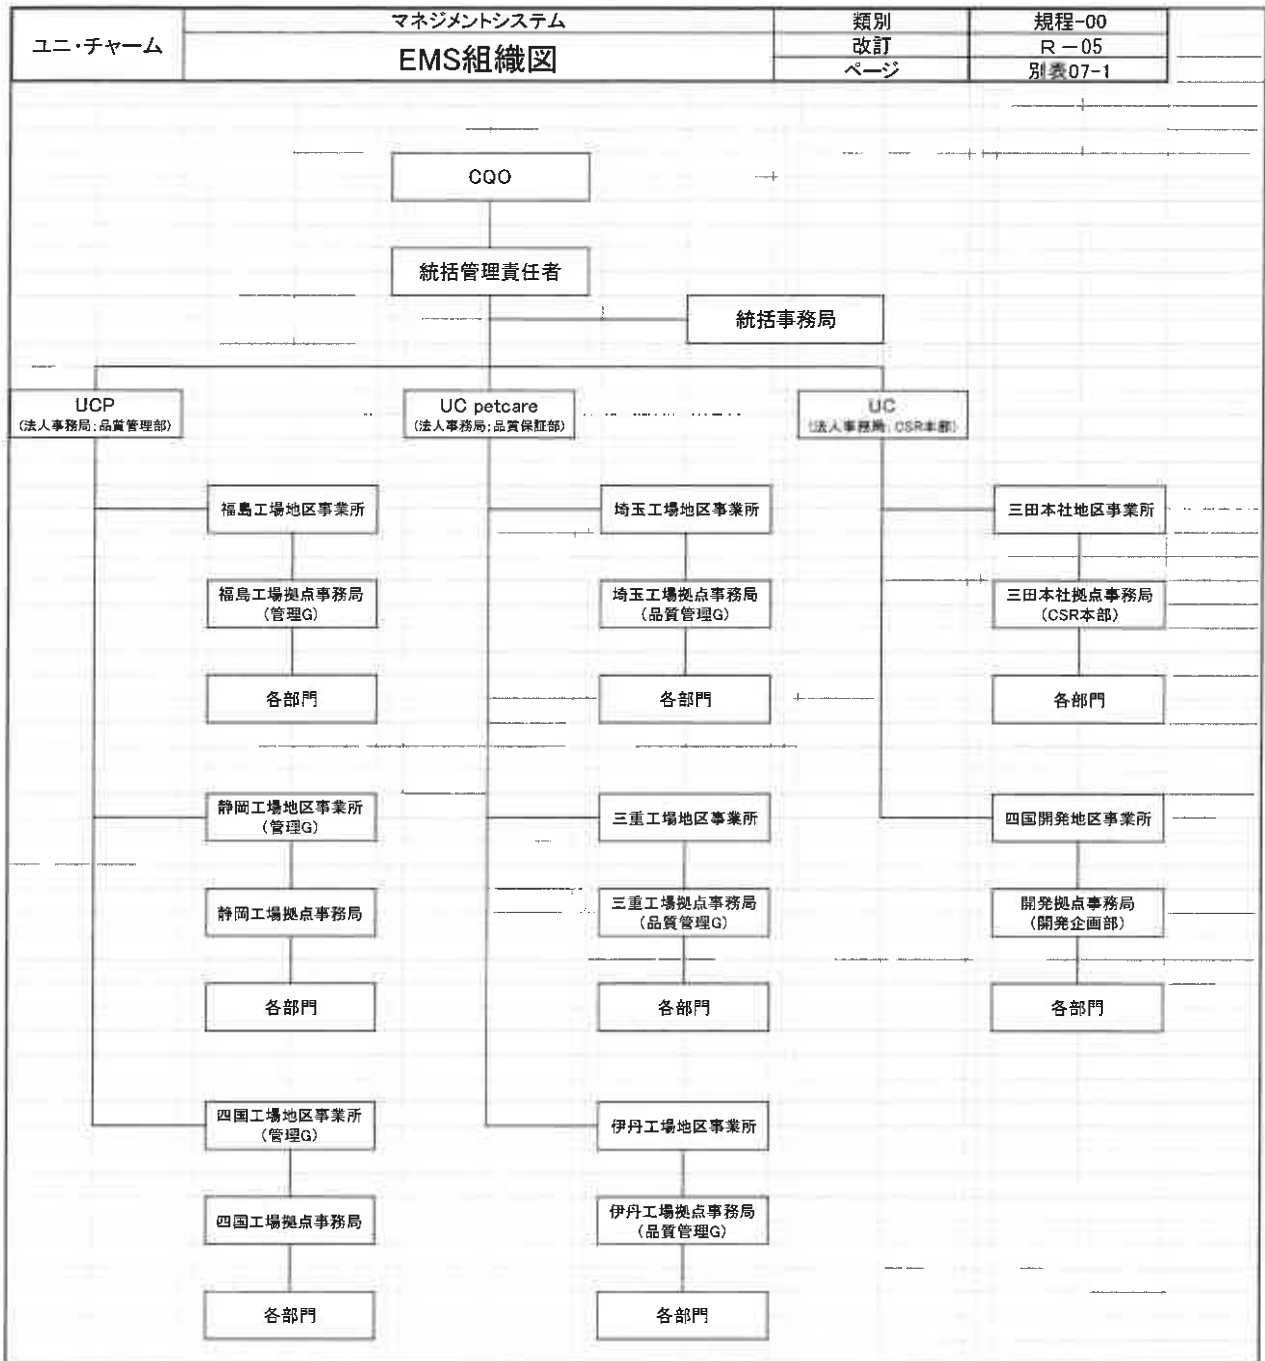 ユニ・チャーム
マネジメントシステム
EMS組織図
類別
規程-00
改訂
R－05
ページ
別表07-1
CQO
統括管理責任者
統括事務局
UCP
(法人事務局;品質管理部)
UC petcare
(法人事務局;品質保証部)
UC
(法人事務局;CSR本部)
福島工場地区事業所
埼玉工場地区事業所
三田本社地区事業所
福島工場拠点事務局
(管理G)
埼玉工場拠点事務局
(品質管理G)
三田本社拠点事務局
(CSR本部)
各部門
各部門
各部門
静岡工場地区事業所
(管理G)
三重工場地区事業所
四国開発地区事業所
静岡工場拠点事務局
三重工場拠点事務局
(品質管理G)
開発拠点事務局
(開発企画部)
各部門
各部門
各部門
四国工場地区事業所
(管理G)
伊丹工場地区事業所
四国工場拠点事務局
伊丹工場拠点事務局
(品質管理G)
各部門
各部門